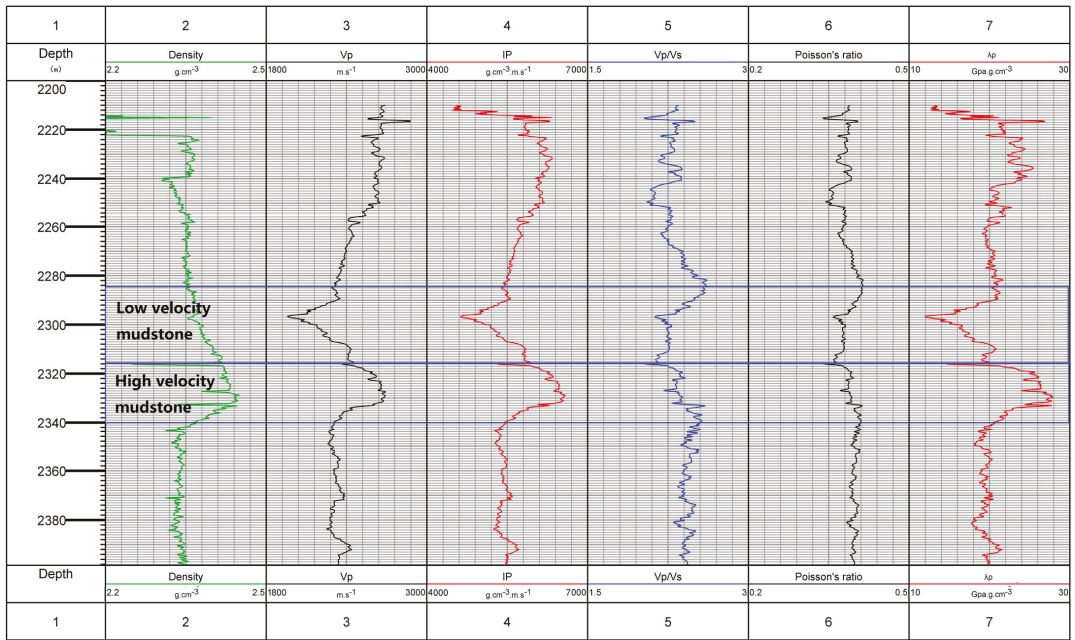 1 2 3 4 5 6 7
Depth Density Vp IP Vp/Vs Poisson's ratio λρ
(m) 2.2 g.cm-3 2.5 1800 m.s-1 3000 4000 g.cm-3.m.s-1 7000 1.5 3 0.2 0.5 10 Gpa.g.cm-3 30
2200
2220
2240
2260
2280
Low velocity
2300
mudstone
2320
High velocity
mudstone
2340
2360
2380
Depth Density Vp IP Vp/Vs Poisson's ratio λρ
2.2 g.cm-3 2.5 1800 m.s-1 3000 4000 g.cm-3.m.s-1 7000 1.5 3 0.2 0.5 10 Gpa.g.cm-3 30
1 2 3 4 5 6 7